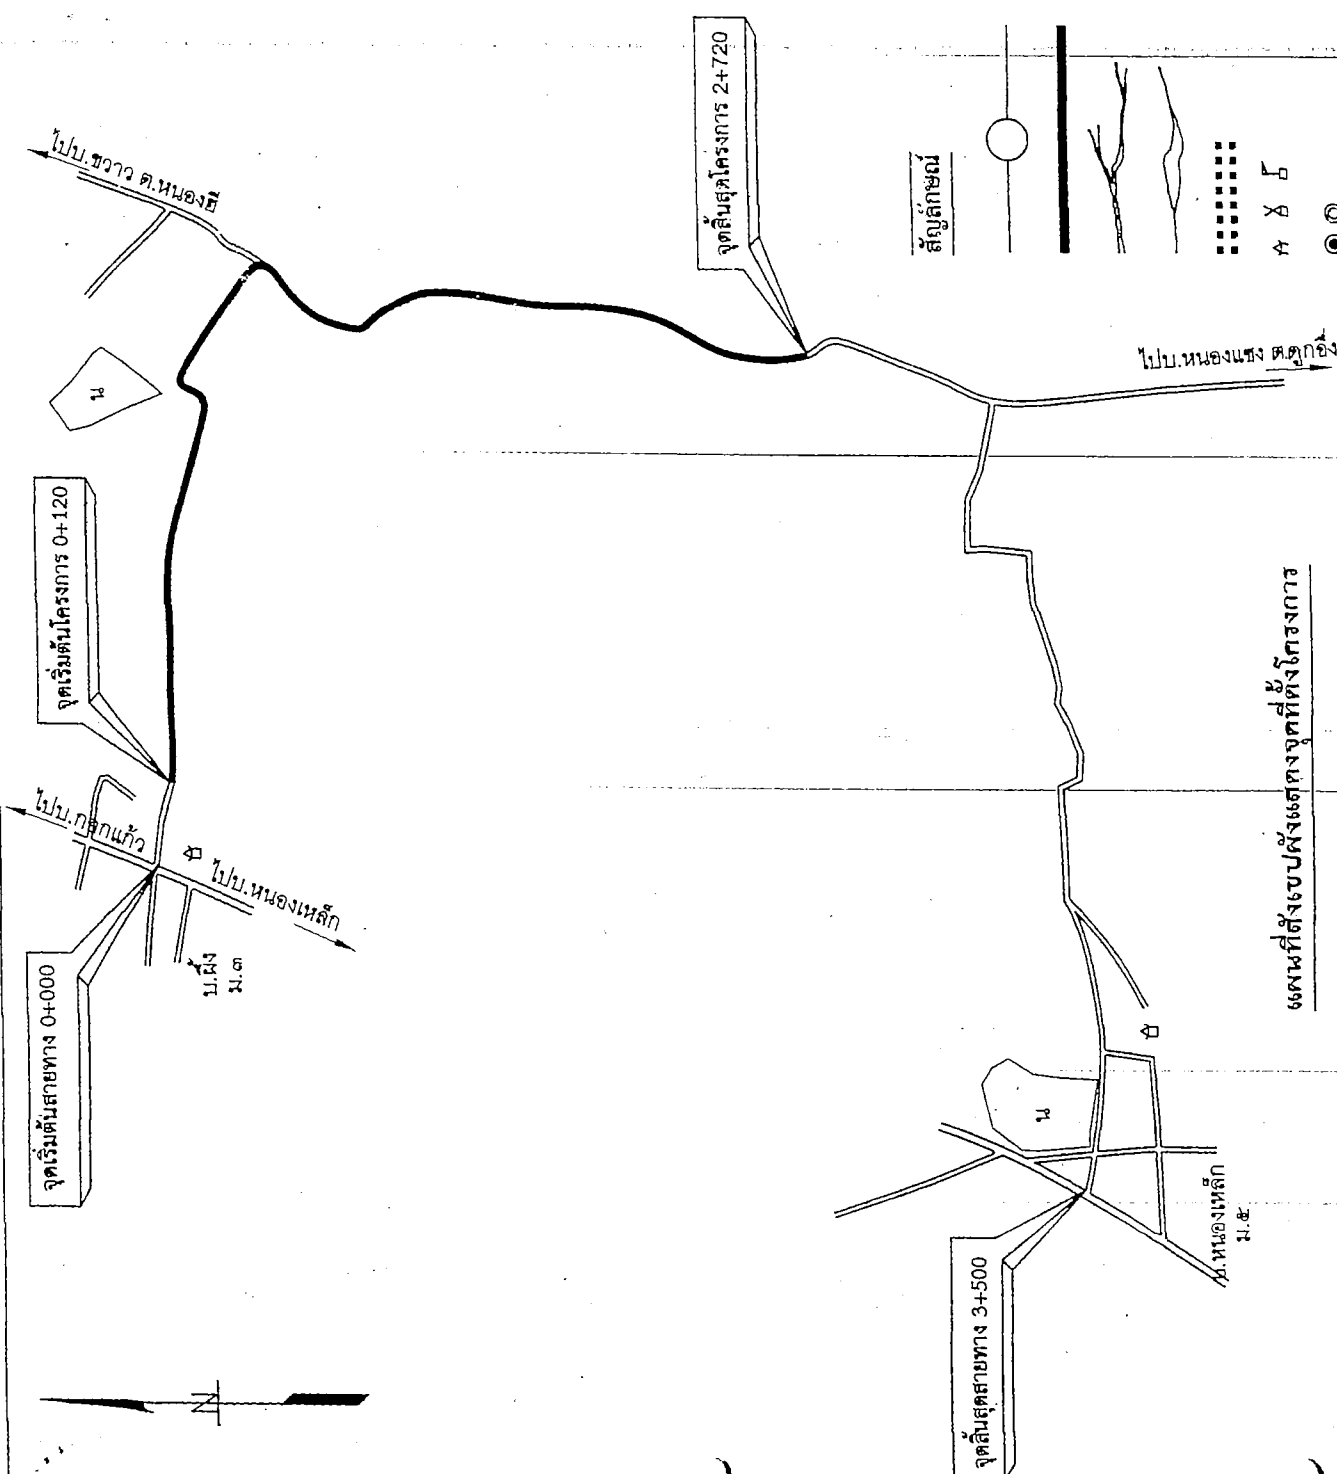 ไปบ.ขวาว ต.หนองฮี
จุดสิ้นสุดโครงการ 2+720
สัญลักษณ์
ไปบ.หนองแซง ต.ดูกอึ่ง
น
จุดเริ่มต้นโครงการ 0+120
ไปบ.กอกแก้ว
ไปบ.หนองเหล็ก
บ.ผึ้ง
ม.๓
จุดเริ่มต้นสายทาง 0+000
แผนที่สังเขปผังแสดงจุดที่ตั้งโครงการ
น
บ.หนองเหล็ก
ม.๕
จุดสิ้นสุดสายทาง 3+500
N